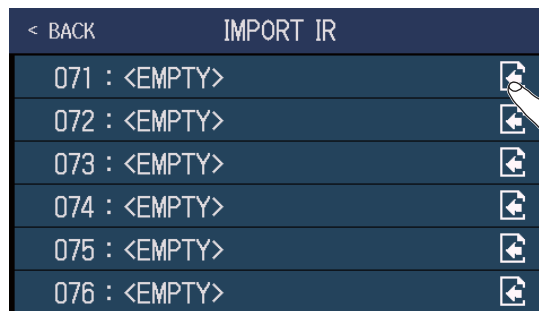 < BACK IMPORT IR
071 : <EMPTY>
072 : <EMPTY>
073 : <EMPTY>
074 : <EMPTY>
075 : <EMPTY>
076 : <EMPTY>